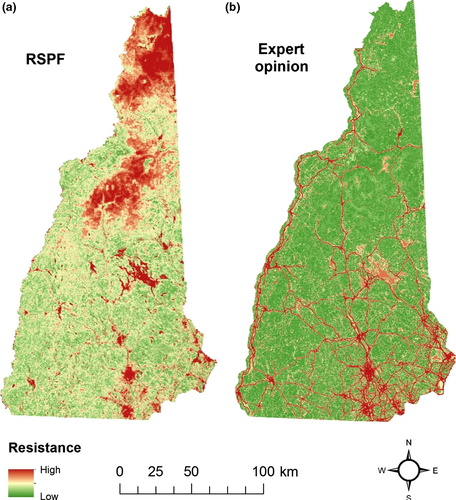 (a)
RSPF
(b)
Expert
opinion
Resistance
High
Low
0 25 50 100 km
N
W E
S